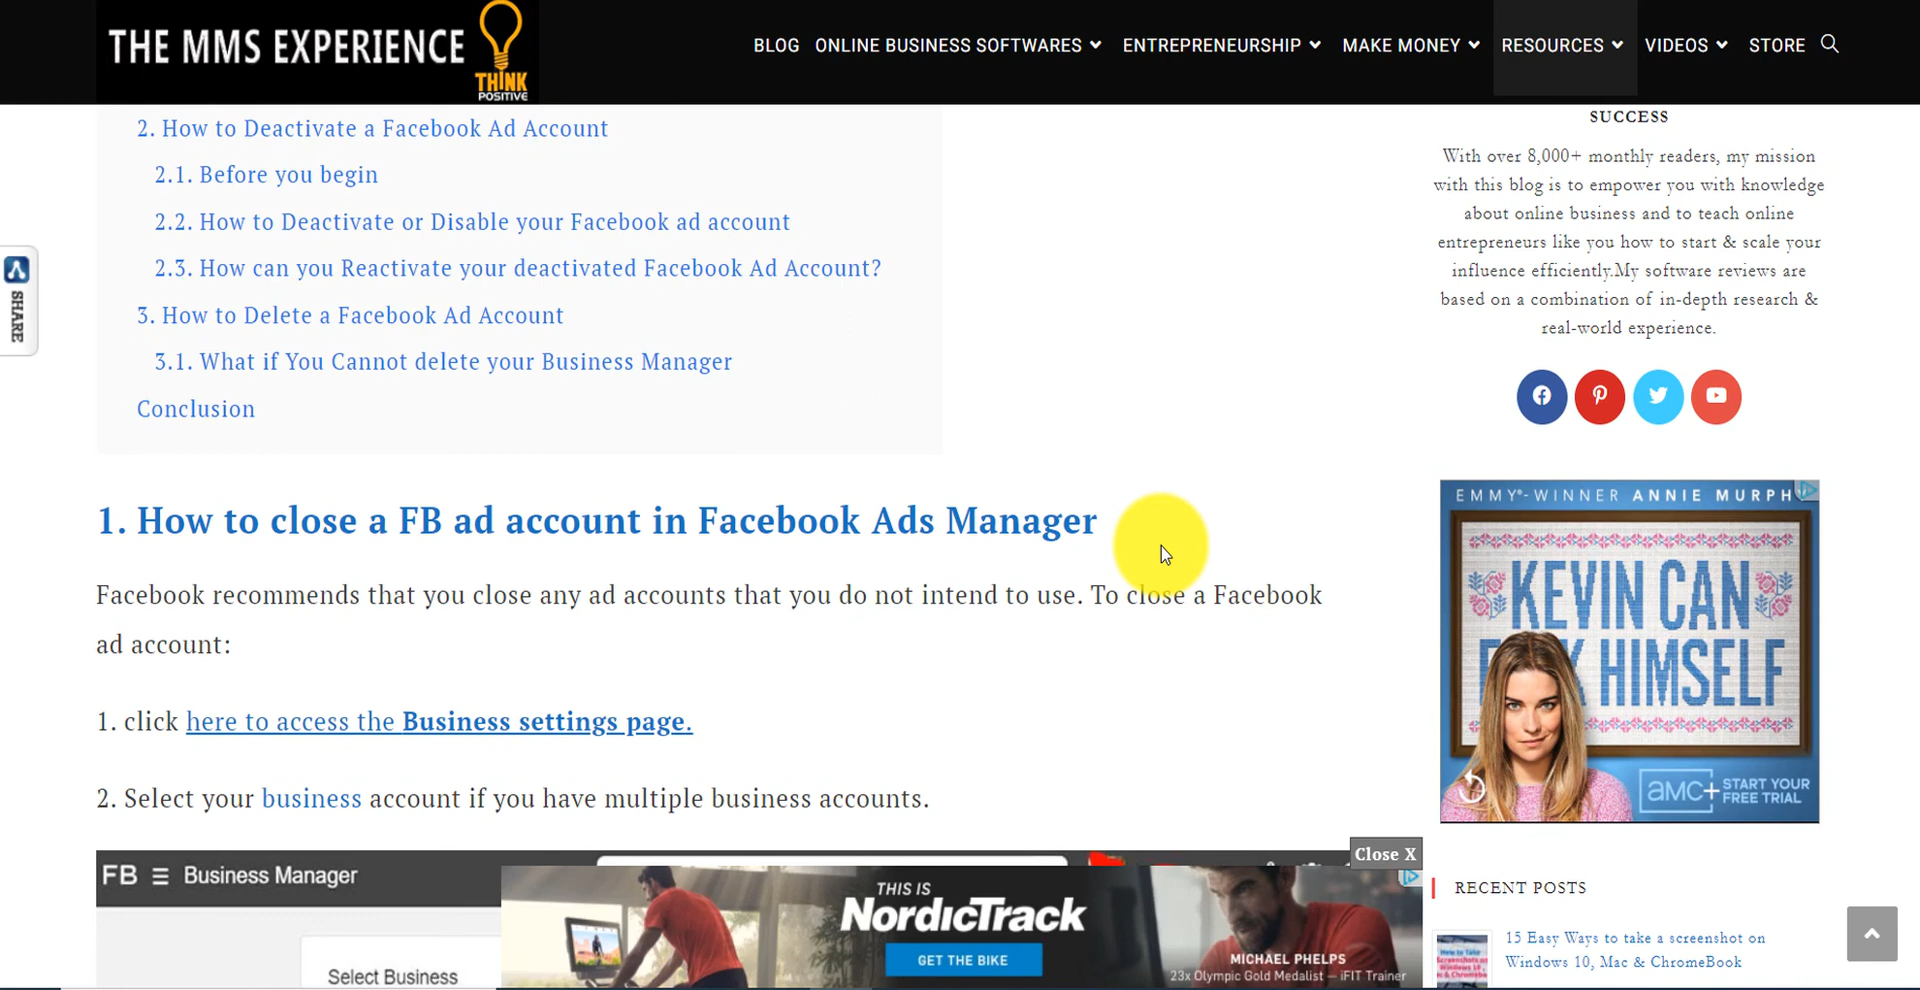 THE MMS EXPERIENCE
THINK
POSITIVE
BLOG ONLINE BUSINESS SOFTWARES ENTREPRENEURSHIP MAKE MONEY RESOURCES VIDEOS STORE
2. How to Deactivate a Facebook Ad Account
2.1. Before you begin
2.2. How to Deactivate or Disable your Facebook ad account
2.3. How can you Reactivate your deactivated Facebook Ad Account?
3. How to Delete a Facebook Ad Account
3.1. What if You Cannot delete your Business Manager
Conclusion
SHARE
1. How to close a FB ad account in Facebook Ads Manager
Facebook recommends that you close any ad accounts that you do not intend to use. To close a Facebook
ad account:
1. click here to access the Business settings page.
2. Select your business account if you have multiple business accounts.
FB Business Manager
Select Business
Close X
THIS IS
NORDICTRACK
GET THE BIKE
MICHAEL PHELPS
23x Olympic Gold Medalist – iFIT Trainer
SUCCESS
With over 8,000+ monthly readers, my mission
with this blog is to empower you with knowledge
about online business and to teach online
entrepreneurs like you how to start & scale your
influence efficiently.My software reviews are
based on a combination of in-depth research &
real-world experience.
EMMY®-WINNER ANNIE MURPH
KEVIN CAN
HIMSELF
amc+ START YOUR
FREE TRIAL
RECENT POSTS
15 Easy Ways to take a screenshot on
Windows 10, Mac & ChromeBook